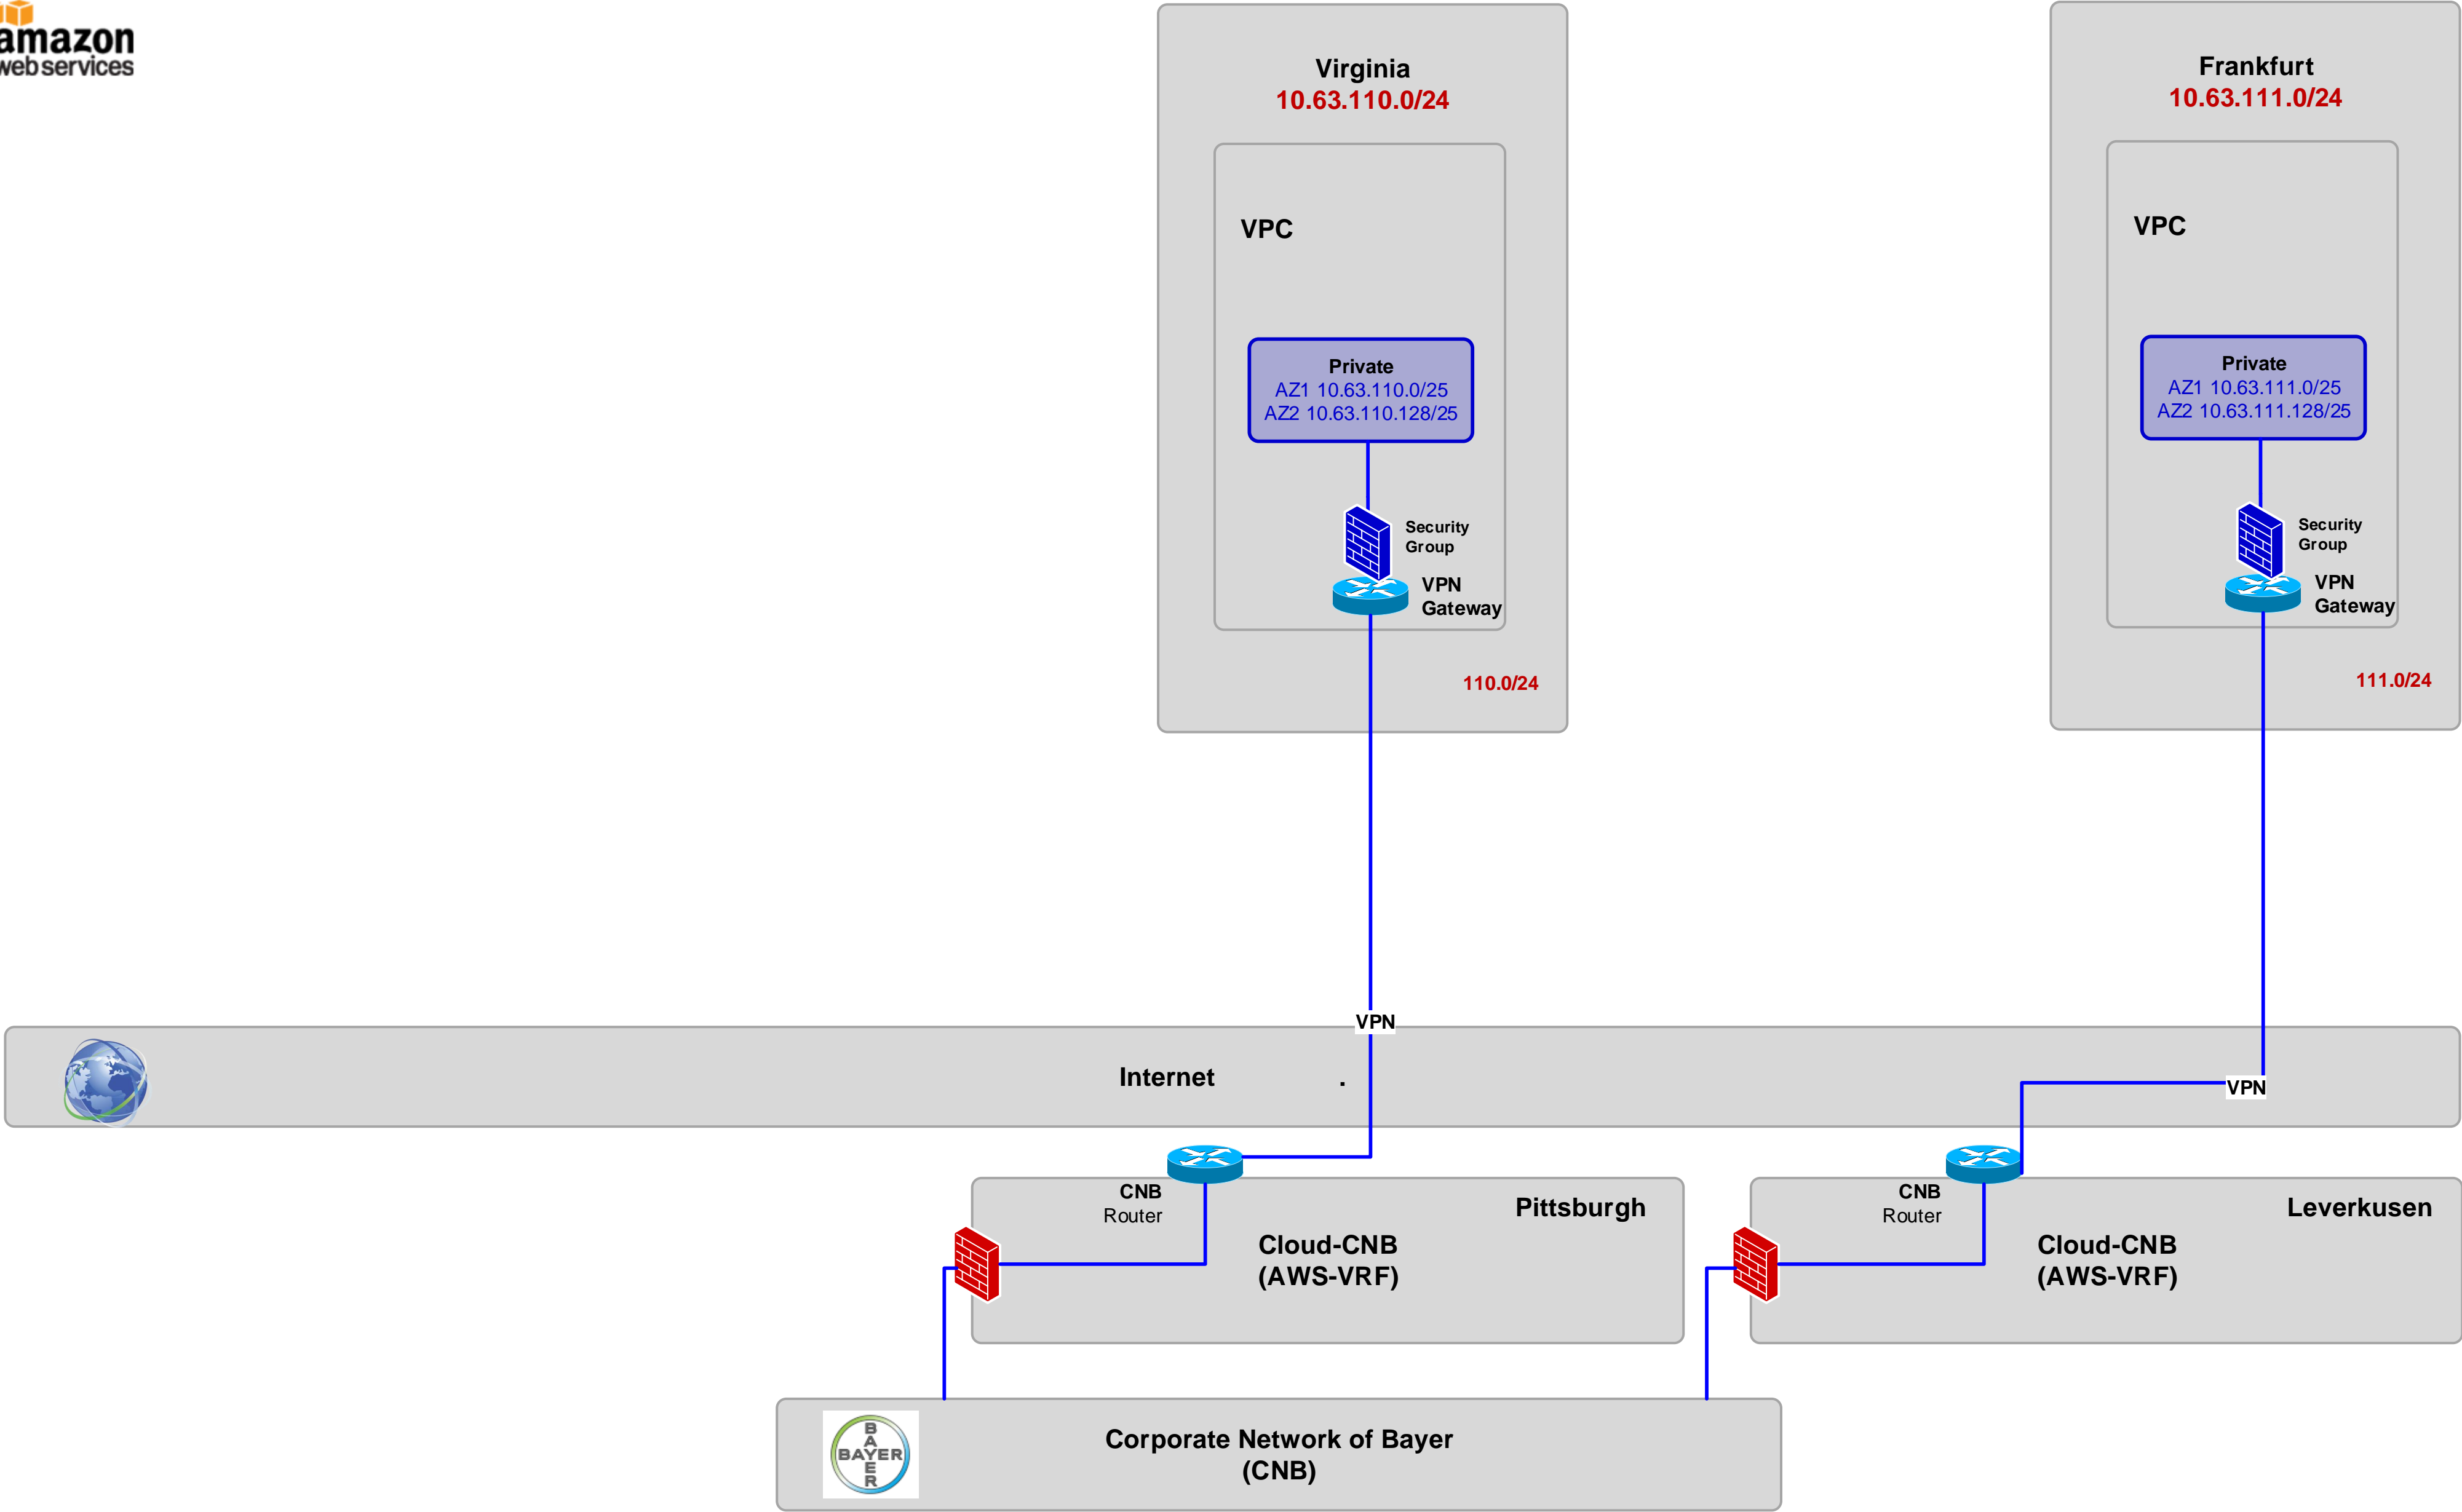 amazon
web services
Virginia
10.63.110.0/24
VPC
Private
AZ1 10.63.110.0/25
AZ2 10.63.110.128/25
Security
Group
VPN
Gateway
110.0/24
Frankfurt
10.63.111.0/24
VPC
Private
AZ1 10.63.111.0/25
AZ2 10.63.111.128/25
Security
Group
VPN
Gateway
111.0/24
VPN
Internet .
VPN
CNB
Router
Pittsburgh
Cloud-CNB
(AWS-VRF)
CNB
Router
Leverkusen
Cloud-CNB
(AWS-VRF)
BAYER
BAYER
Corporate Network of Bayer
(CNB)